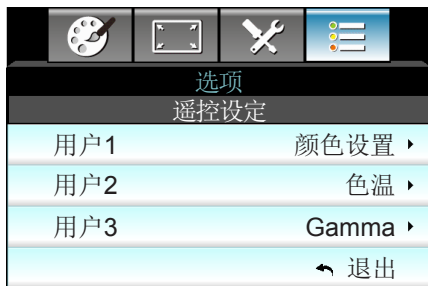 选项
遥控设定
用户1 颜色设置
用户2 色温
用户3 Gamma
退出